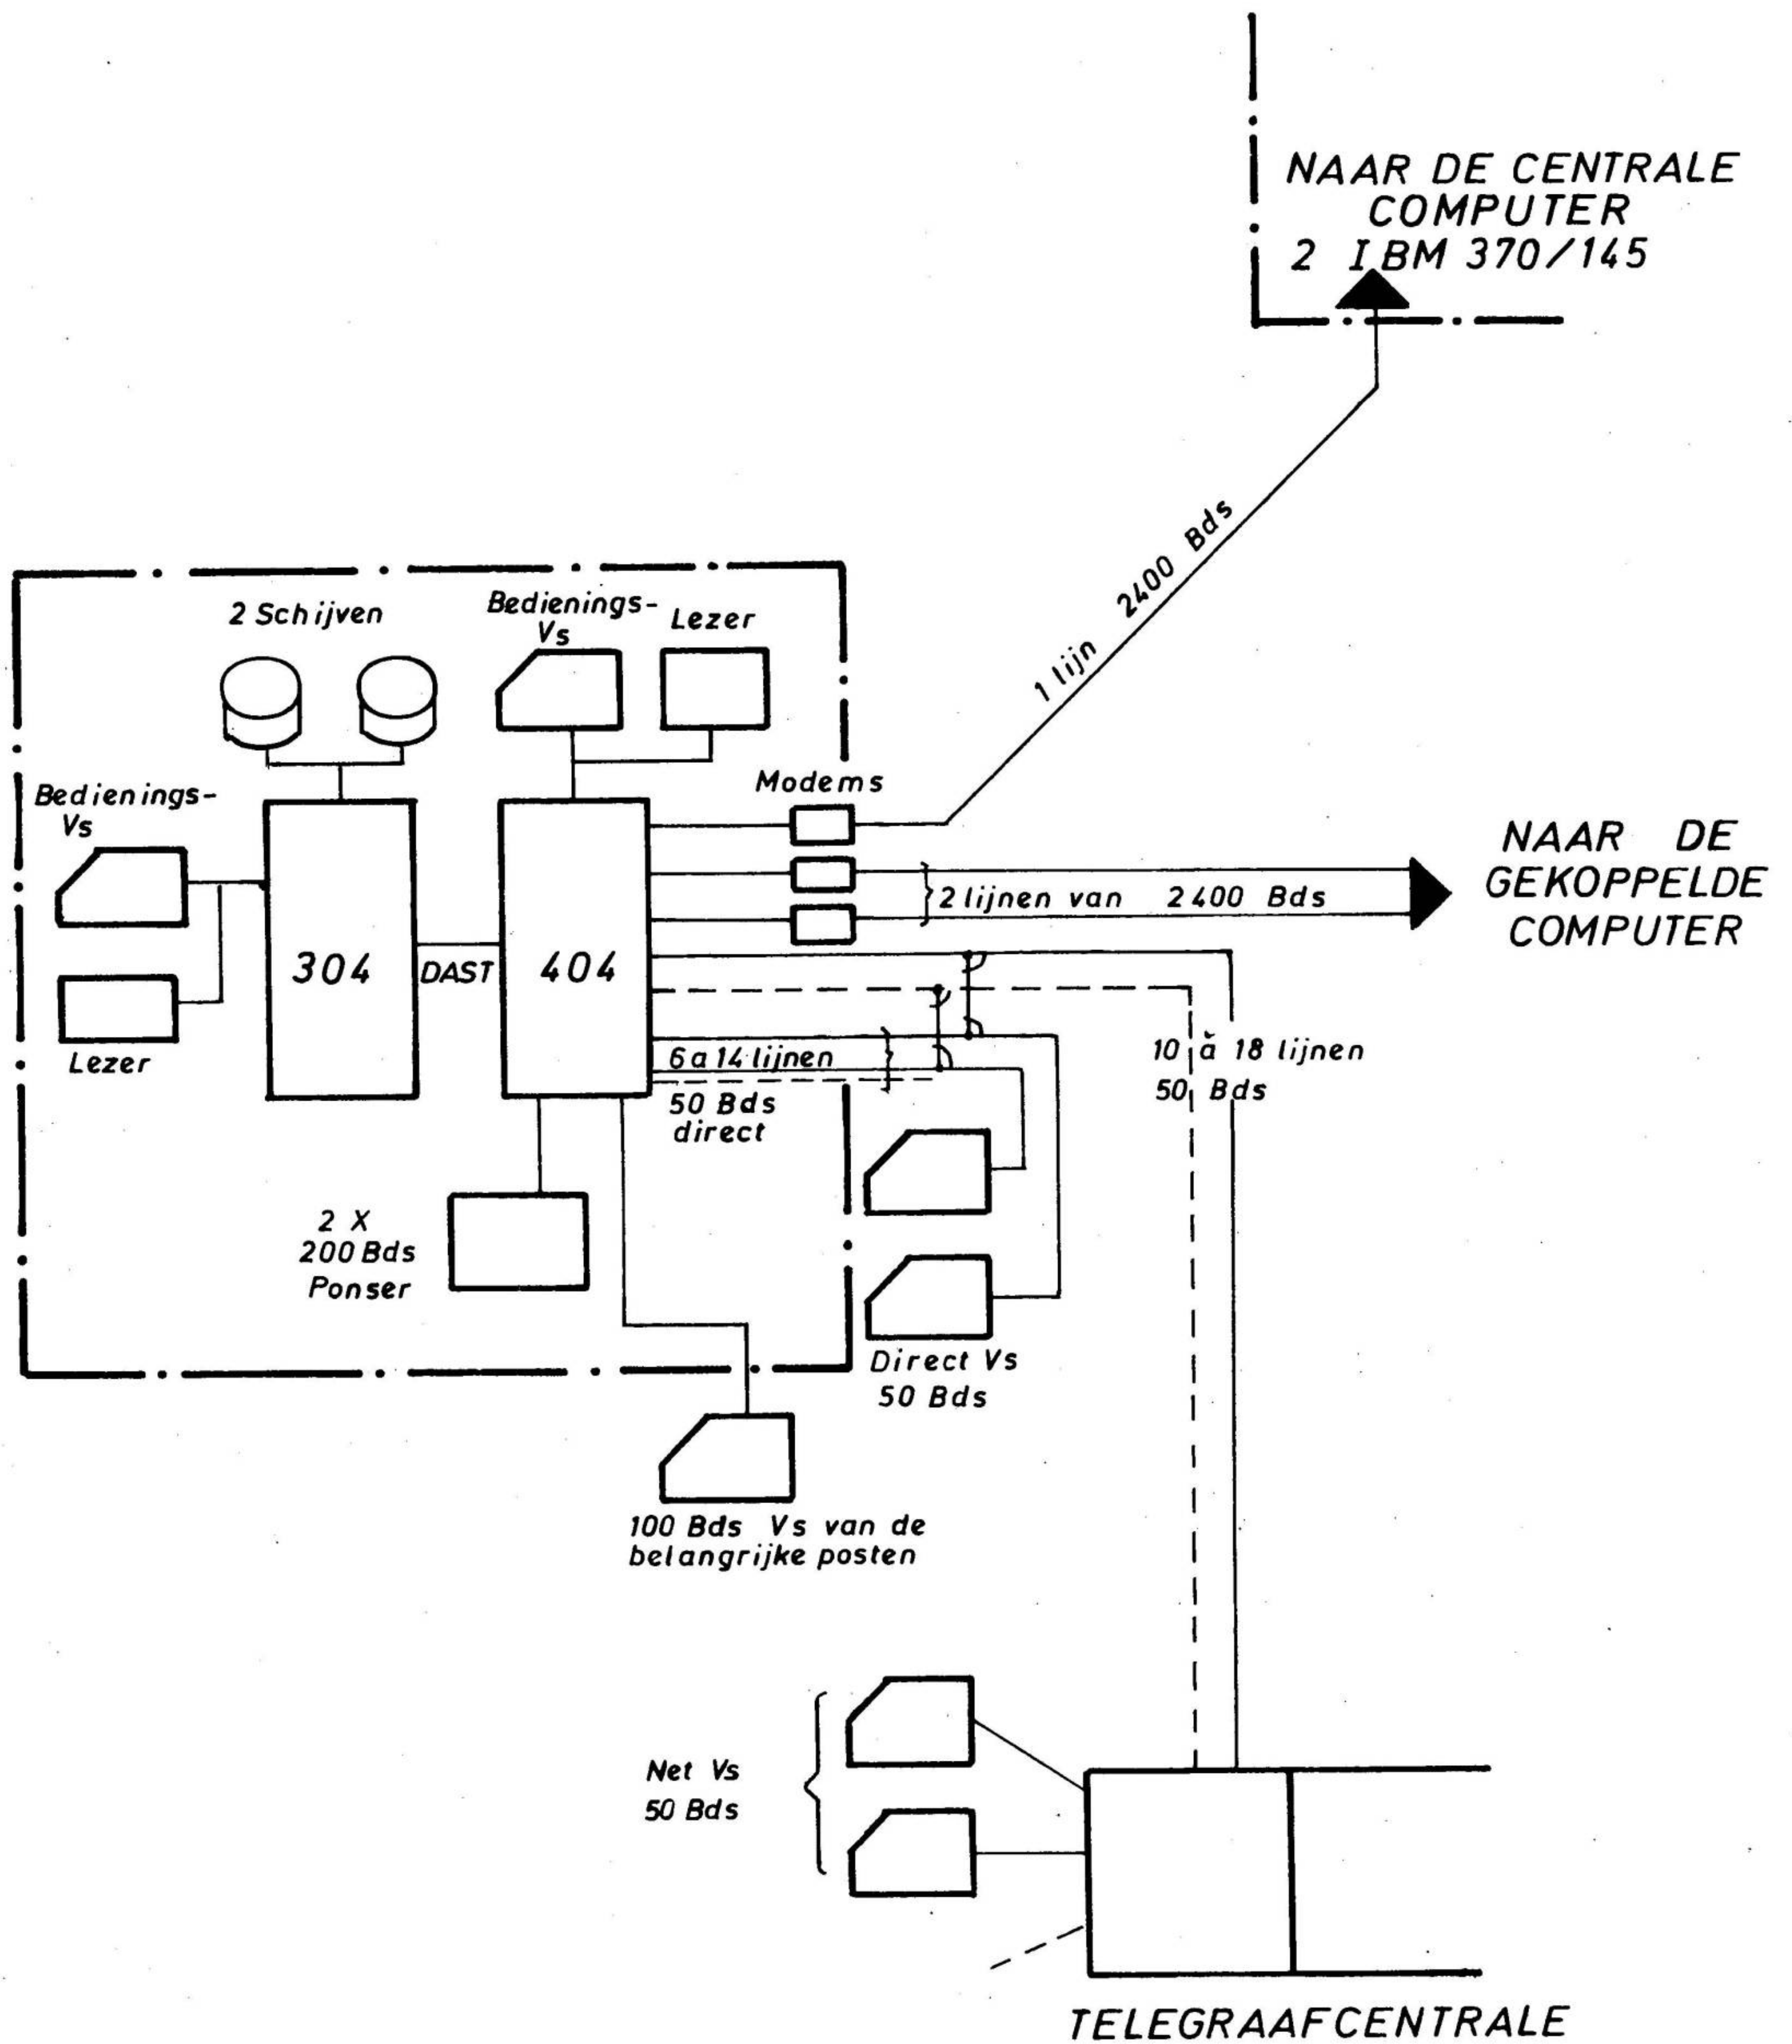 NAAR DE CENTRALE
COMPUTER
2 IBM 370/145
1 lijn 2400 Bds
2 Schijven
Bedienings-
Vs
Lezer
Bedienings-
Vs
Modems
NAAR DE
GEKOPPELDE
COMPUTER
2 lijnen van 2400 Bds
304
DAST
404
Lezer
6 a 14 lijnen
50 Bds
direct
10 à 18 lijnen
50 Bds
2 X
200 Bds
Ponser
Direct Vs
50 Bds
100 Bds Vs van de
belangrijke posten
Net Vs
50 Bds
TELEGRAAFCENTRALE